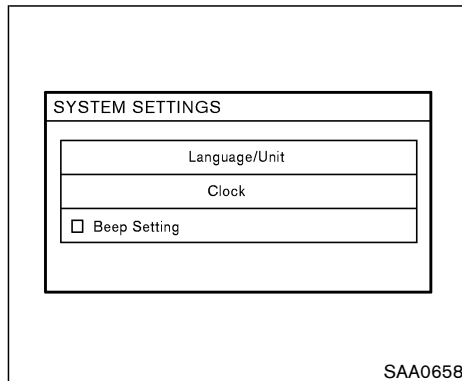 SYSTEM SETTINGS
Language/Unit
Clock
Beep Setting
SAA0658